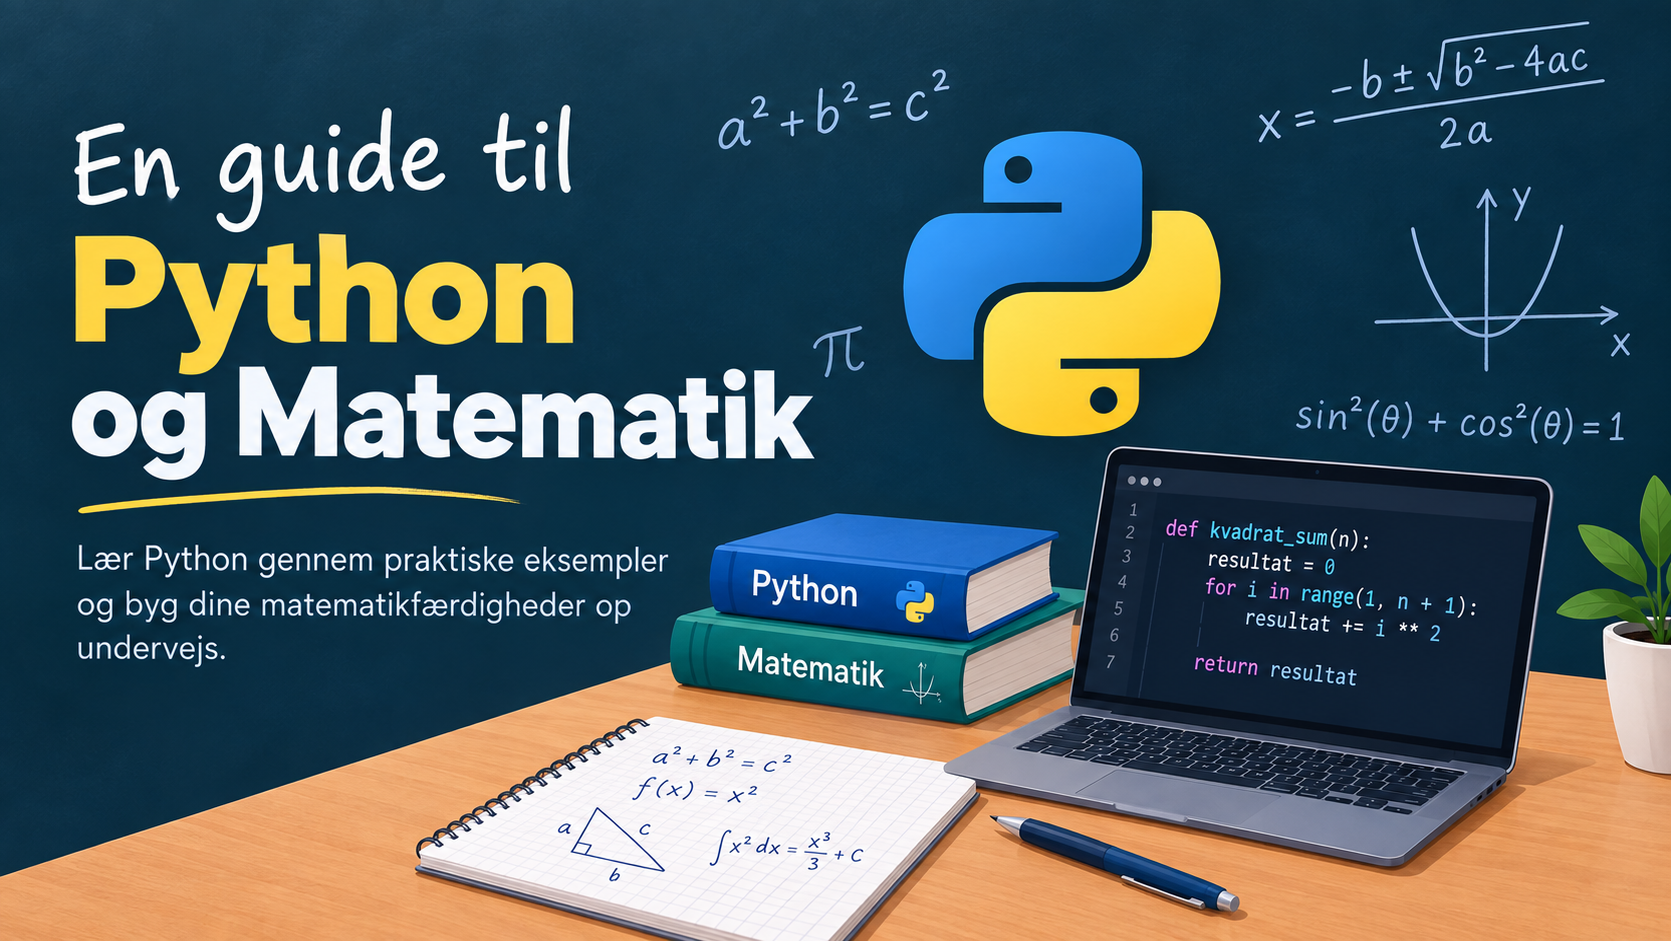 En guide til
Python
og Matematik
Lær Python gennem praktiske eksempler
og byg dine matematikfærdigheder op
undervejs.
a² + b² = c²
x = (-b ± √(b² - 4ac)) / 2a
π
y
x
sin²(θ) + cos²(θ) = 1
Python
Matematik
1
2 def kvadrat_sum(n):
3 resultat = 0
4 for i in range(1, n + 1):
5 resultat += i ** 2
6
7 return resultat
a² + b² = c²
f(x) = x²
a
c
b
∫x² dx = x³/3 + C